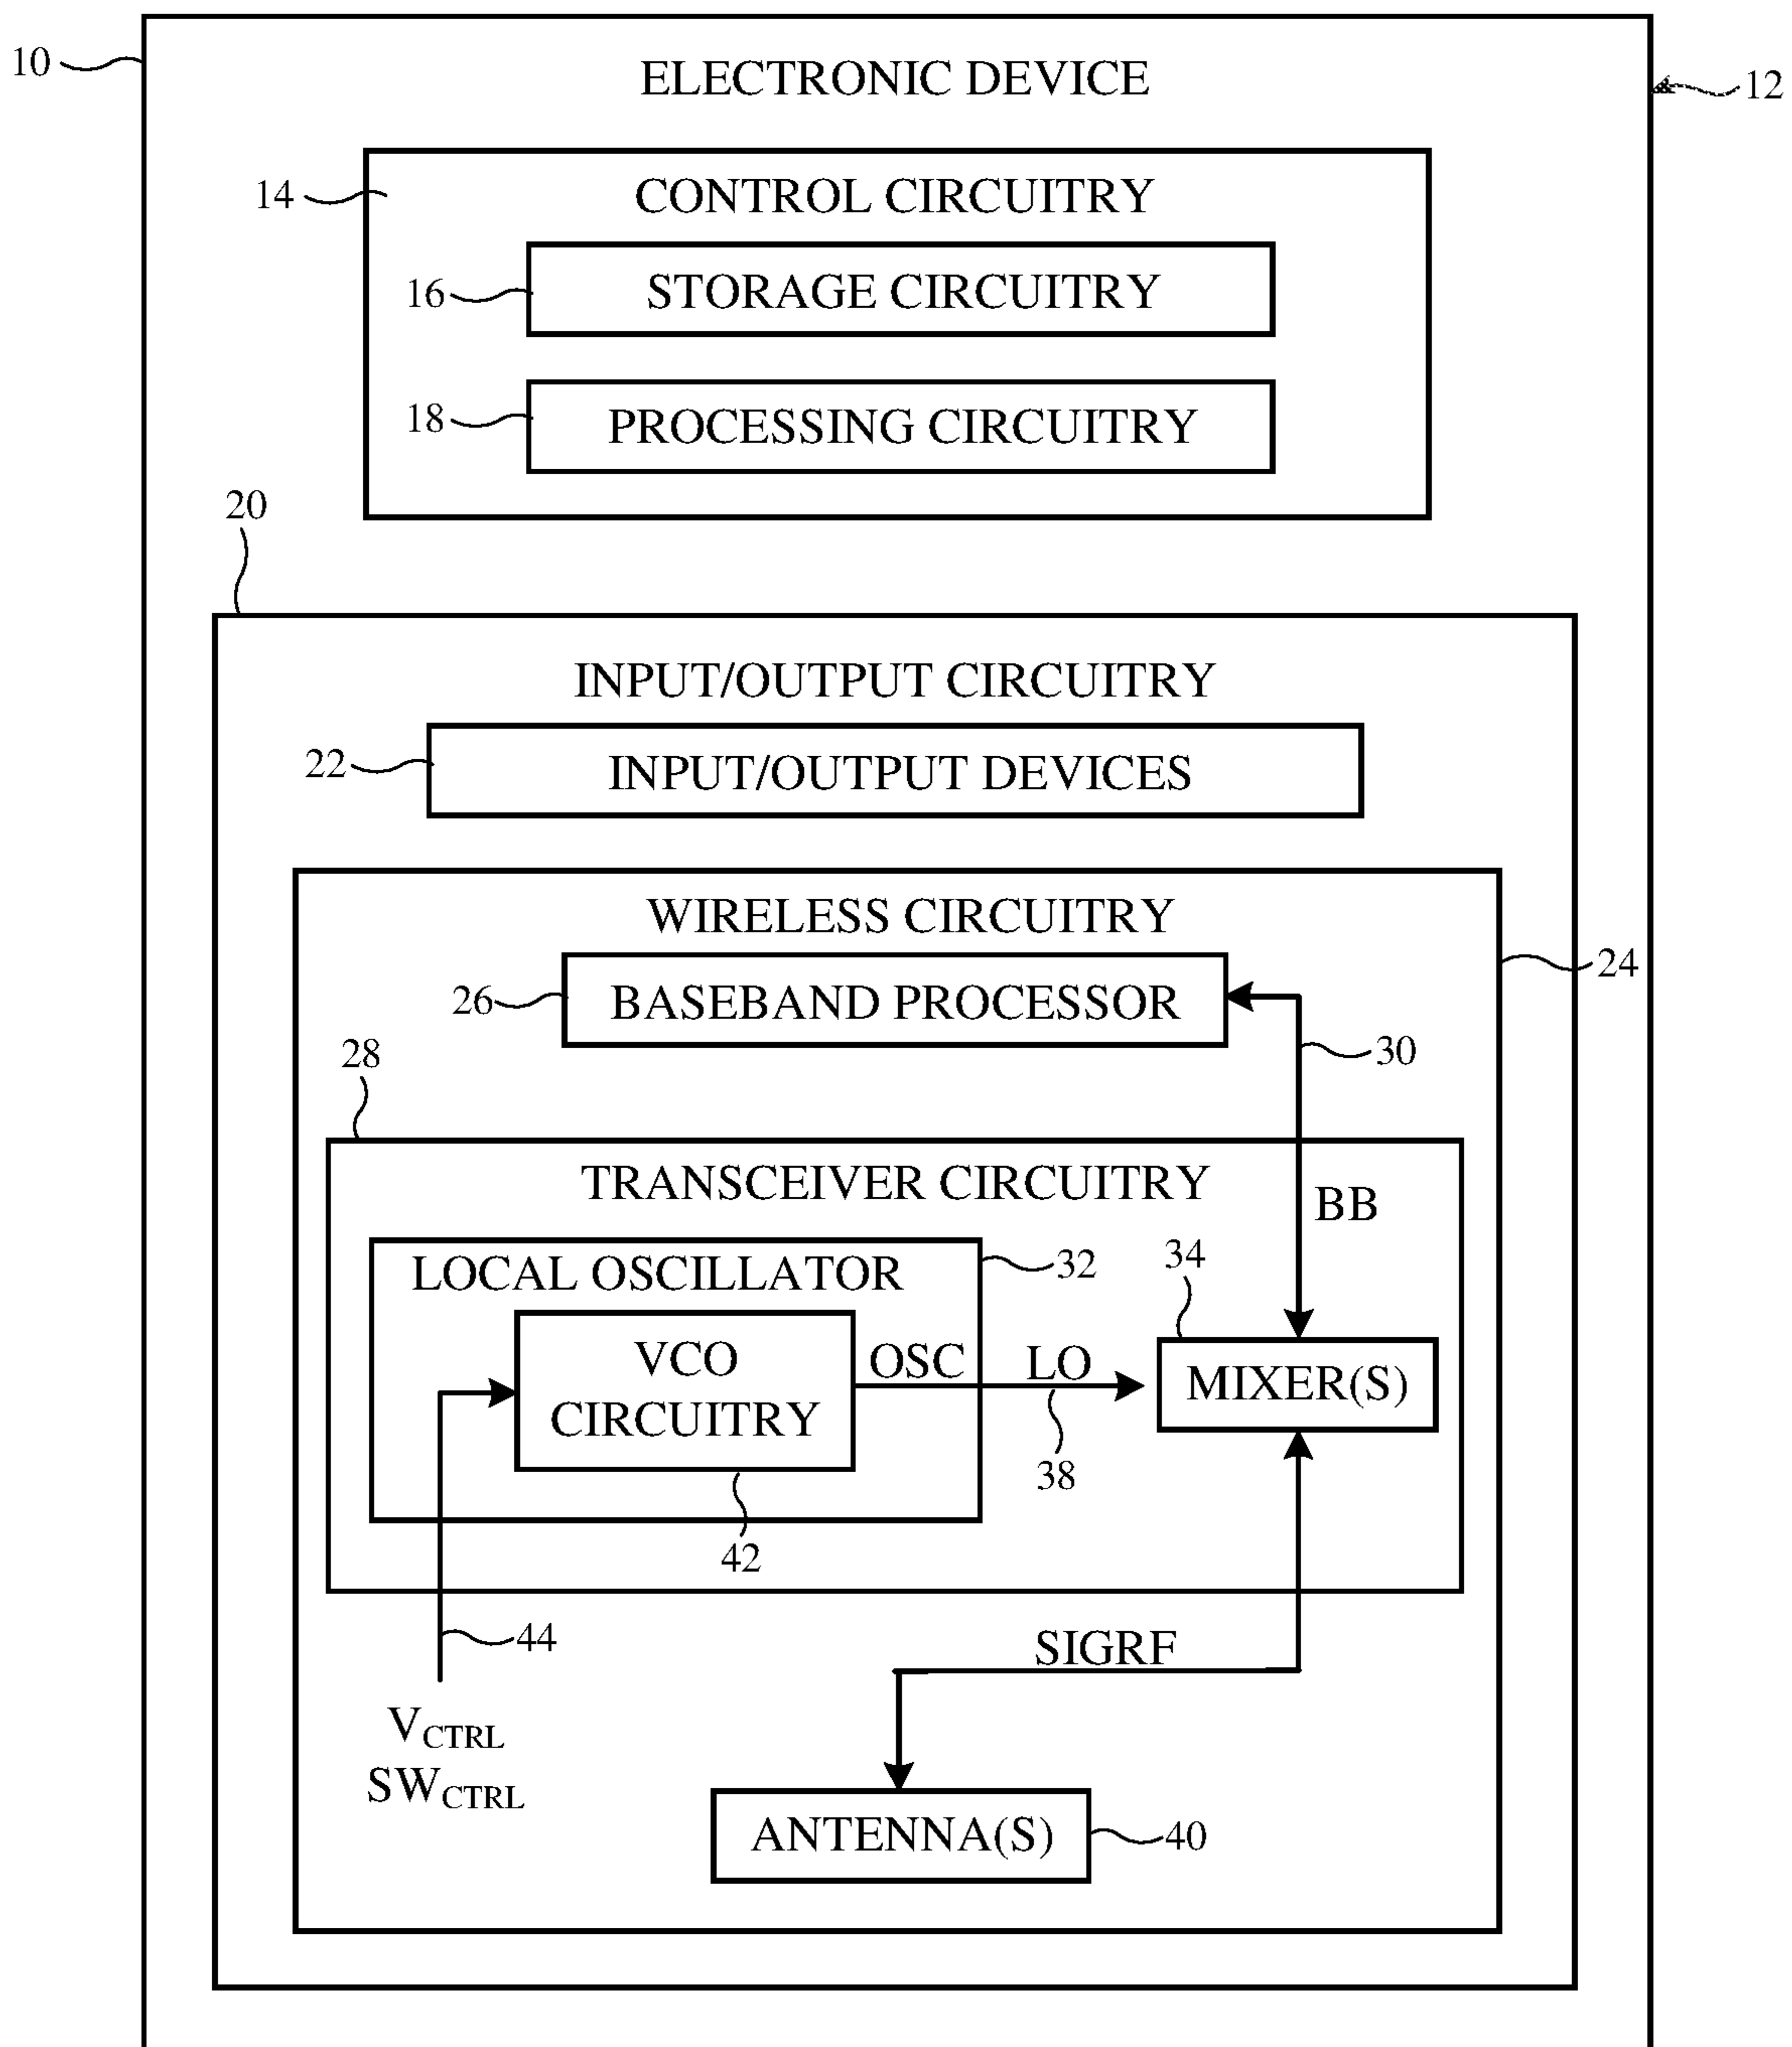 10
ELECTRONIC DEVICE
12
14
CONTROL CIRCUITRY
16
STORAGE CIRCUITRY
18
PROCESSING CIRCUITRY
20
INPUT/OUTPUT CIRCUITRY
22
INPUT/OUTPUT DEVICES
WIRELESS CIRCUITRY
24
26
BASEBAND PROCESSOR
28
30
TRANSCEIVER CIRCUITRY
BB
LOCAL OSCILLATOR
32
34
VCO
CIRCUITRY
OSC
LO
MIXER(S)
38
42
44
SIGRF
VCTRL
SWCTRL
ANTENNA(S)
40